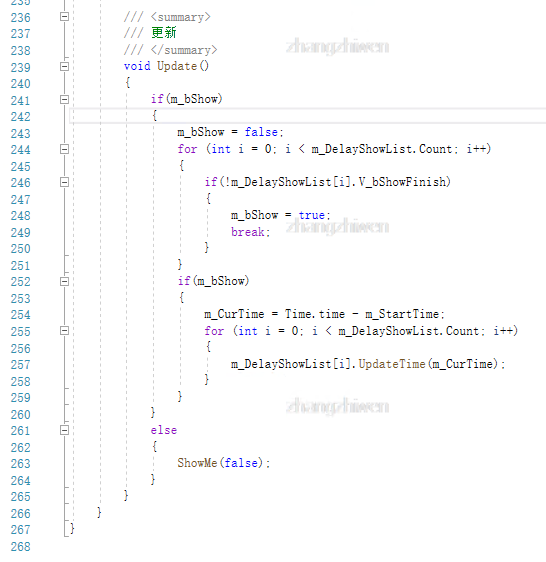 235
236 /// <summary>
237 /// 更新
238 /// </summary>
239 void Update()
240 {
241 if(m_bShow)
242 {
243 m_bShow = false;
244 for (int i = 0; i < m_DelayShowList.Count; i++)
245 {
246 if(!m_DelayShowList[i].V_bShowFinish)
247 {
248 m_bShow = true;
249 break;
250 }
251 }
252 if(m_bShow)
253 {
254 m_CurTime = Time.time - m_StartTime;
255 for (int i = 0; i < m_DelayShowList.Count; i++)
256 {
257 m_DelayShowList[i].UpdateTime(m_CurTime);
258 }
259 }
260 }
261 else
262 {
263 ShowMe(false);
264 }
265 }
266 }
267 }
268
zhangzhiwen
zhangzhiwen
zhangzhiwen